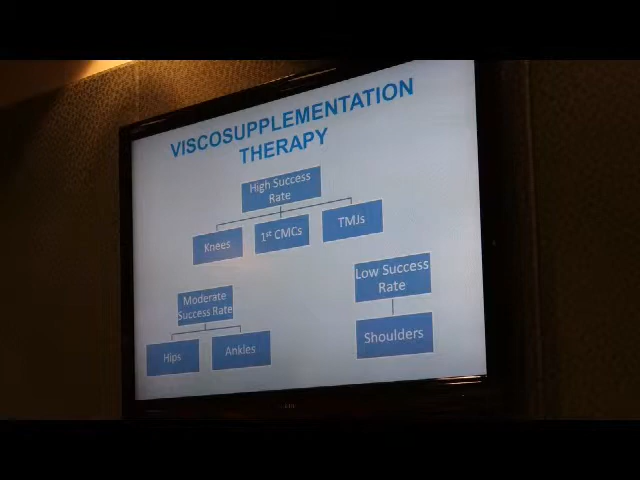 VISCOSUPPLEMENTATION
THERAPY
High Success
Rate
Knees
1st CMCs
TMJs
Moderate
Success Rate
Hips
Ankles
Low Success
Rate
Shoulders